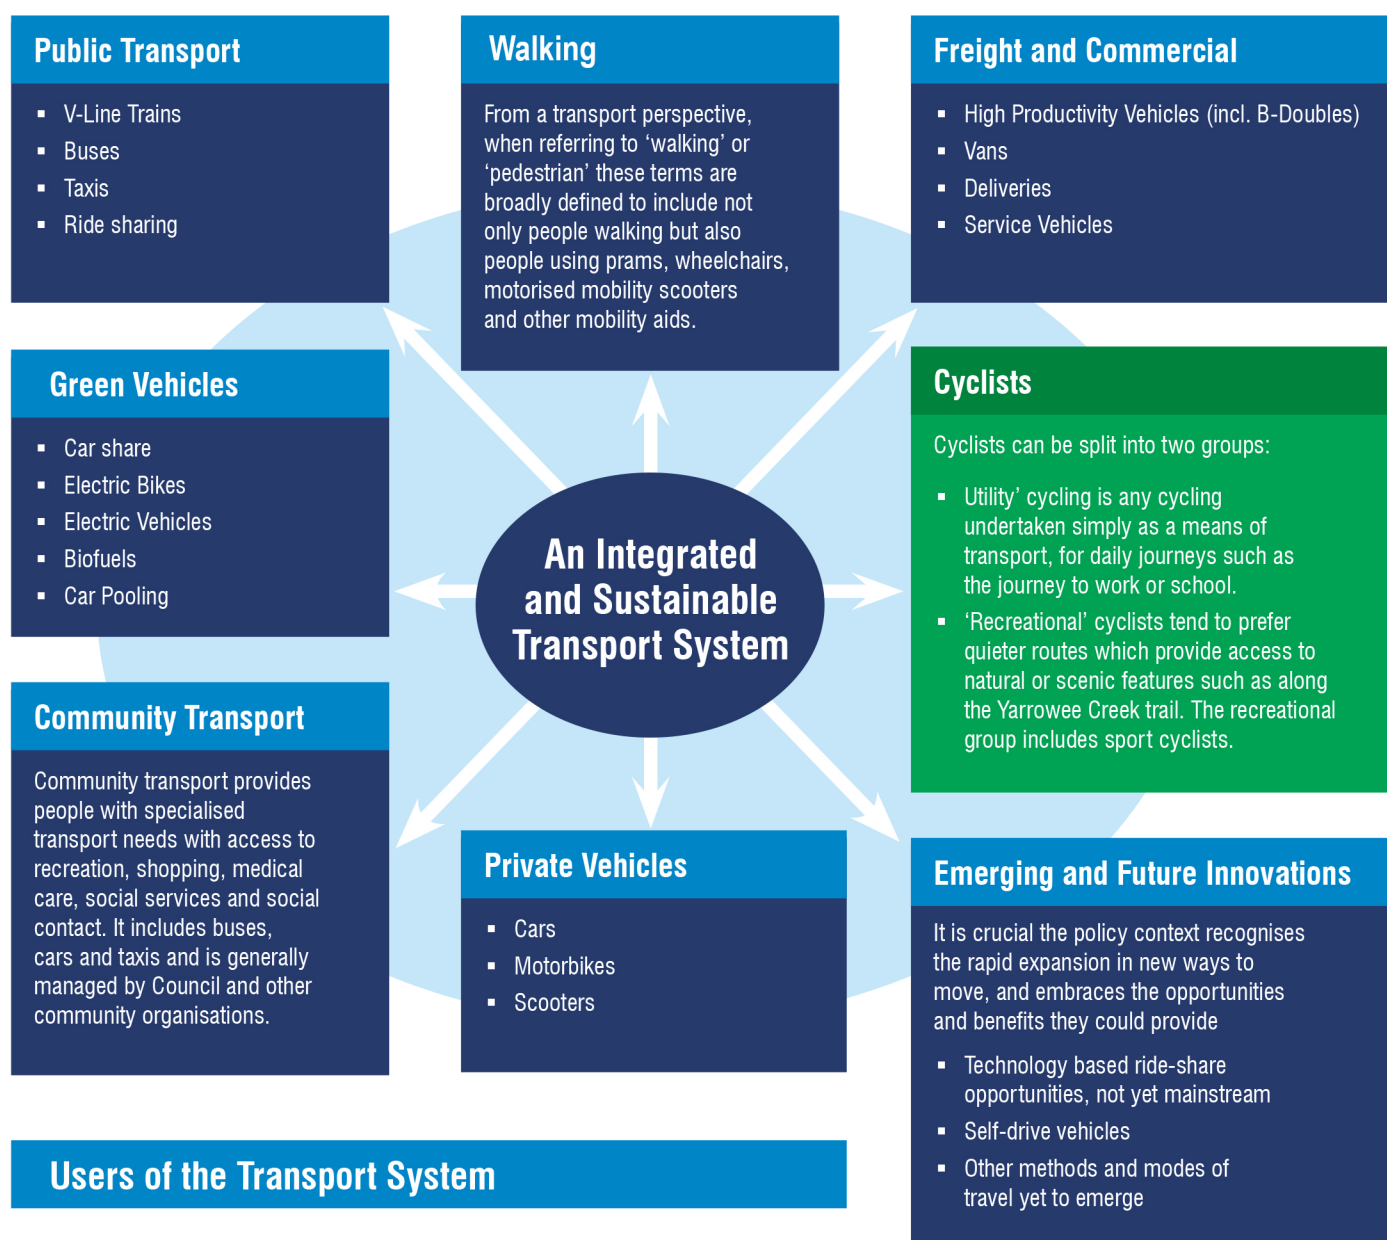 Public Transport
▪ V-Line Trains
▪ Buses
▪ Taxis
▪ Ride sharing
Walking
From a transport perspective,
when referring to ‘walking’ or
‘pedestrian’ these terms are
broadly defined to include not
only people walking but also
people using prams, wheelchairs,
motorised mobility scooters
and other mobility aids.
Freight and Commercial
▪ High Productivity Vehicles (incl. B-Doubles)
▪ Vans
▪ Deliveries
▪ Service Vehicles
Green Vehicles
▪ Car share
▪ Electric Bikes
▪ Electric Vehicles
▪ Biofuels
▪ Car Pooling
An Integrated
and Sustainable
Transport System
Cyclists
Cyclists can be split into two groups:
▪ Utility’ cycling is any cycling
undertaken simply as a means of
transport, for daily journeys such as
the journey to work or school.
▪ ‘Recreational’ cyclists tend to prefer
quieter routes which provide access to
natural or scenic features such as along
the Yarrowee Creek trail. The recreational
group includes sport cyclists.
Community Transport
Community transport provides
people with specialised
transport needs with access to
recreation, shopping, medical
care, social services and social
contact. It includes buses,
cars and taxis and is generally
managed by Council and other
community organisations.
Private Vehicles
▪ Cars
▪ Motorbikes
▪ Scooters
Emerging and Future Innovations
It is crucial the policy context recognises
the rapid expansion in new ways to
move, and embraces the opportunities
and benefits they could provide
▪ Technology based ride-share
opportunities, not yet mainstream
▪ Self-drive vehicles
▪ Other methods and modes of
travel yet to emerge
Users of the Transport System